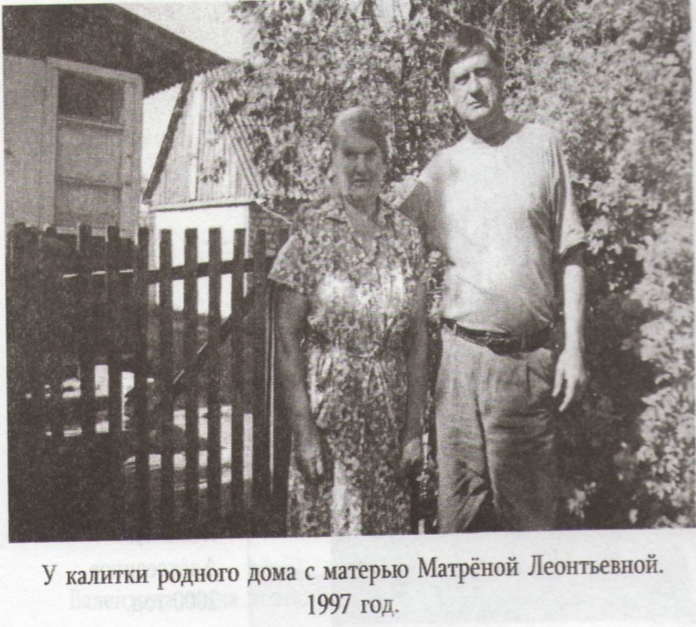 У калитки родного дома с матерью Матрёной Леонтьевной.
1997 год.